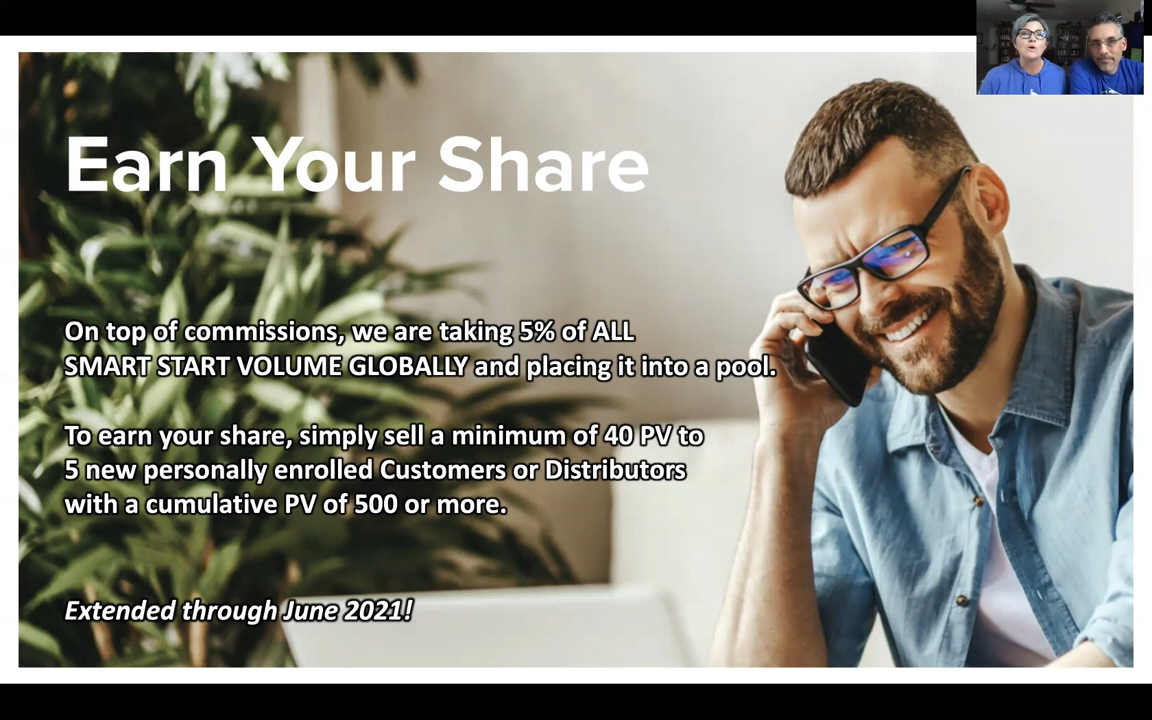 Earn Your Share
On top of commissions, we are taking 5% of ALL
SMART START VOLUME GLOBALLY and placing it into a pool.
To earn your share, simply sell a minimum of 40 PV to
5 new personally enrolled Customers or Distributors
with a cumulative PV of 500 or more.
Extended through June 2021!